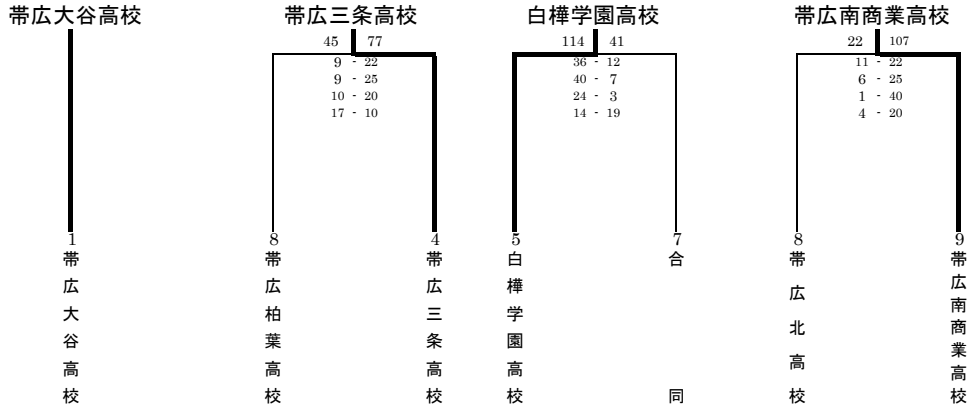 帯広大谷高校 帯広三条高校 白樺学園高校 帯広南商業高校
45 77 114 41 22 107
9 - 22 36 - 12 11 - 22
9 - 25 40 - 7 6 - 25
10 - 20 24 - 3 1 - 40
17 - 10 14 - 19 4 - 20
1 8 4 5 7 8 9
帯広大谷高校
帯広柏葉高校
帯広三条高校
白樺学園高校
合同
帯広北高校
帯広南商業高校